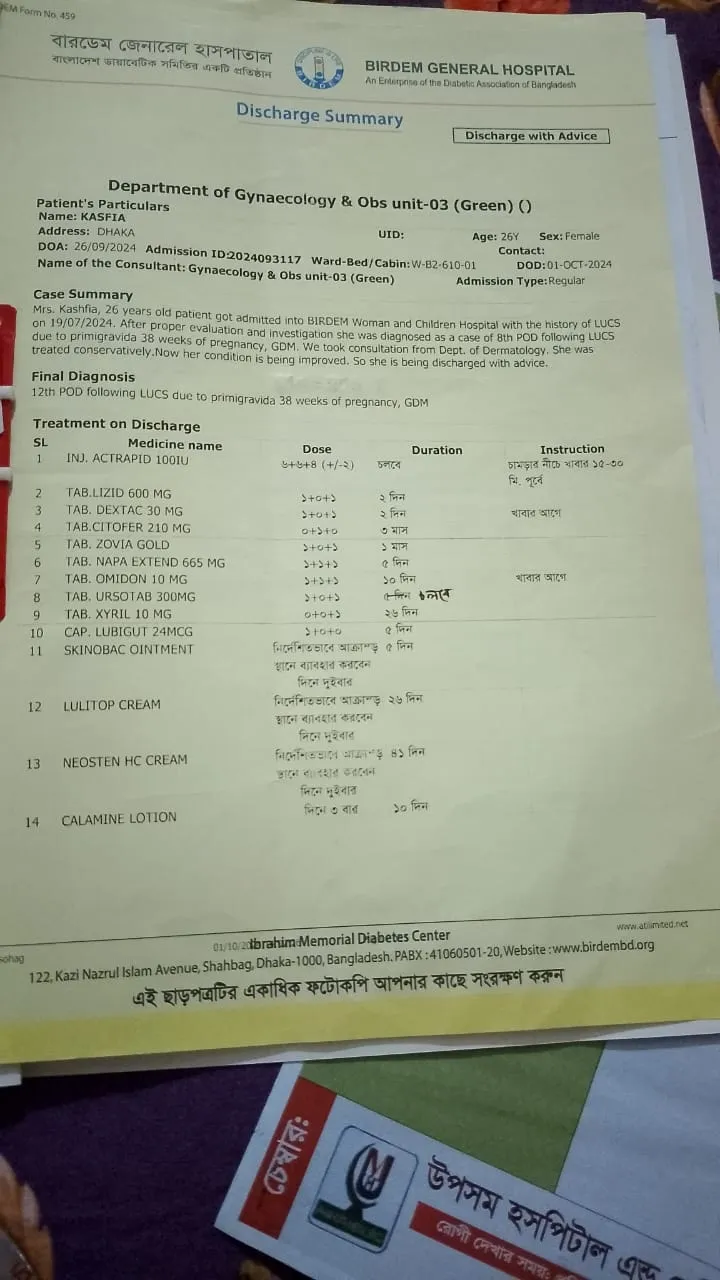 EM Form No. 459
বারডেম জেনারেল হাসপাতাল
বাংলাদেশ ডায়াবেটিক সমিতির একটি প্রতিষ্ঠান
BIRDEM
BIRDEM GENERAL HOSPITAL
An Enterprise of the Diabetic Association of Bangladesh
Discharge Summary
Discharge with Advice
Department of Gynaecology & Obs unit-03 (Green) ()
Patient's Particulars
Name: KASFIA
Address: DHAKA UID: Age: 26Y Sex: Female
DOA: 26/09/2024 Admission ID:2024093117 Ward-Bed/Cabin: W-B2-610-01 Contact:
Name of the Consultant: Gynaecology & Obs unit-03 (Green) DOD: 01-OCT-2024
Admission Type: Regular
Case Summary
Mrs. Kashfia, 26 years old patient got admitted into BIRDEM Woman and Children Hospital with the history of LUCS
on 19/07/2024. After proper evaluation and investigation she was diagnosed as a case of 8th POD following LUCS
due to primigravida 38 weeks of pregnancy, GDM. We took consultation from Dept. of Dermatology. She was
treated conservatively.Now her condition is being improved. So she is being discharged with advice.
Final Diagnosis
12th POD following LUCS due to primigravida 38 weeks of pregnancy, GDM
Treatment on Discharge
SL Medicine name Dose Duration Instruction
1 INJ. ACTRAPID 100IU ৬+৬+৪ (+/-২) চলবে চামড়ার নীচে খাবার ১৫-৩০
মি. পূর্বে
2 TAB.LIZID 600 MG ১+০+১ ২ দিন
3 TAB. DEXTAC 30 MG ১+০+১ ২ দিন খাবার আগে
4 TAB.CITOFER 210 MG ০+১+০ ৩ মাস
5 TAB. ZOVIA GOLD ১+০+১ ১ মাস
6 TAB. NAPA EXTEND 665 MG ১+১+১ ৫ দিন
7 TAB. OMIDON 10 MG ১+১+১ ১০ দিন খাবার আগে
8 TAB. URSOTAB 300MG ১+০+১ ৫ দিন চলবে
9 TAB. XYRIL 10 MG ০+০+১ ২৬ দিন
10 CAP. LUBIGUT 24MCG ১+০+০ ৫ দিন
11 SKINOBAC OINTMENT নির্দেশিতভাবে আক্রান্ত ৫ দিন
স্থানে ব্যাবহার করবেন
দিনে দুইবার
12 LULITOP CREAM নির্দেশিতভাবে আক্রান্ত ২৬ দিন
স্থানে ব্যাবহার করবেন
দিনে দুইবার
13 NEOSTEN HC CREAM নির্দেশিতভাবে আক্রান্ত ৪১ দিন
স্থানে ব্যাবহার করবেন
দিনে দুইবার
14 CALAMINE LOTION দিনে ৩ বার ১০ দিন
www.atilimited.net
sohag 01/10/20 Ibrahim Memorial Diabetes Center
122, Kazi Nazrul Islam Avenue, Shahbag, Dhaka-1000, Bangladesh. PABX : 41060501-20, Website : www.birdembd.org
এই ছাড়পত্রটির একাধিক ফটোকপি আপনার কাছে সংরক্ষণ করুন
চেম্বার:
উপসম হসপিটাল এন্ড
রোগী দেখার সময়: